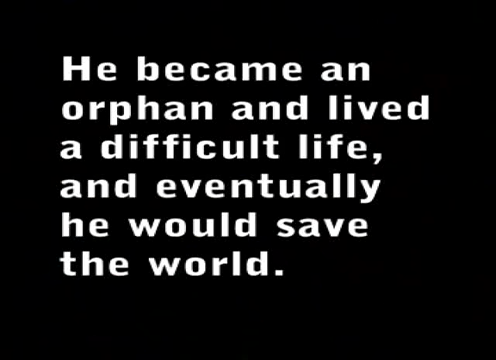 He became an
orphan and lived
a difficult life,
and eventually
he would save
the world.